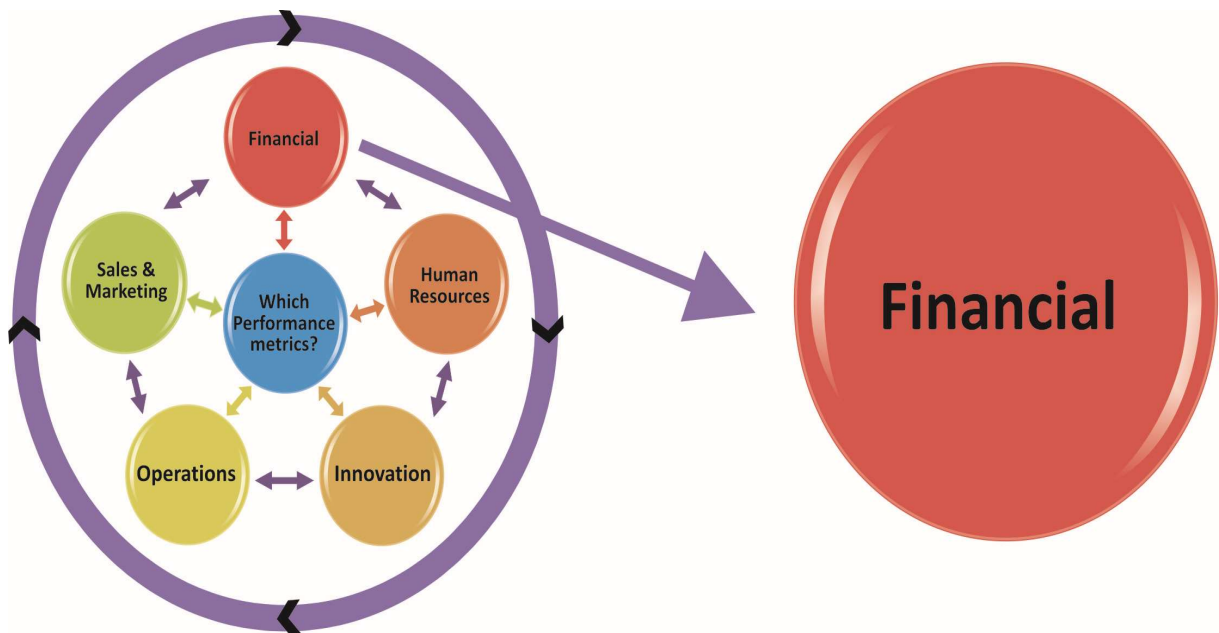 Financial
Sales &
Marketing
Human
Resources
Which
Performance
metrics?
Operations
Innovation
Financial